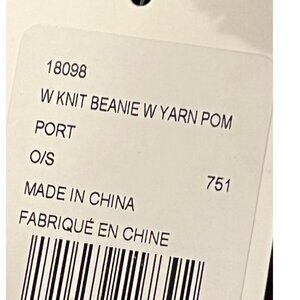 18098
W KNIT BEANIE W YARN POM
PORT
O/S
751
MADE IN CHINA
FABRIQUÉ EN CHINE